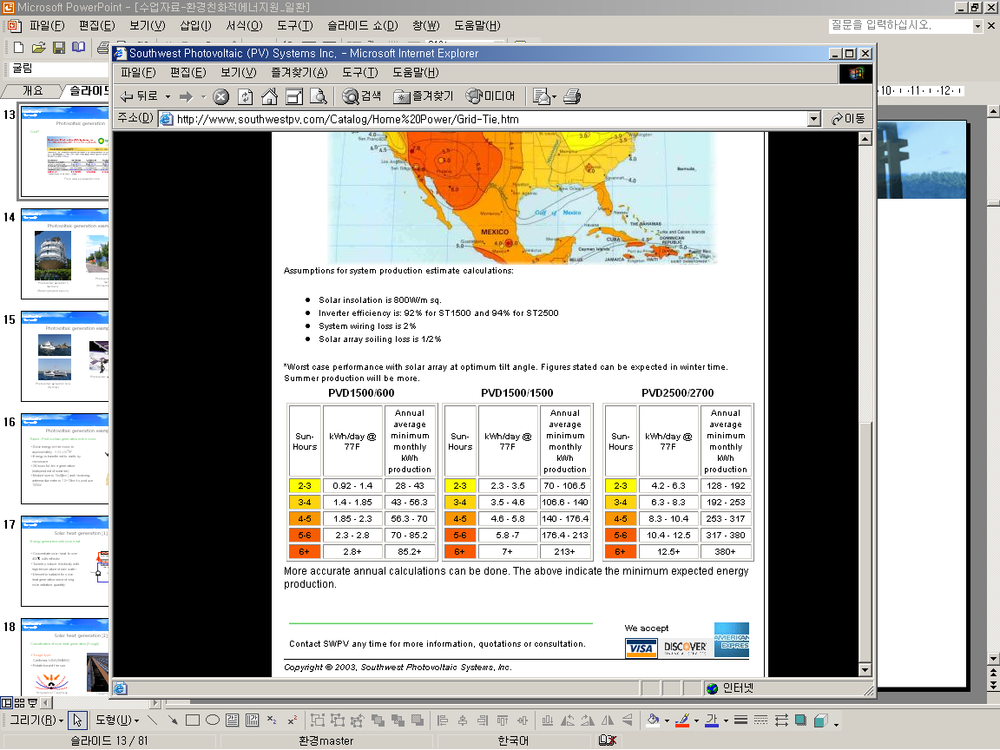 Microsoft PowerPoint - [수업자료-환경친화적에너지원_일환]
파일(F) 편집(E) 보기(V) 삽입(I) 서식(O) 도구(T) 슬라이드 쇼(D) 창(W) 도움말(H)
질문을 입력하십시오.
굴림
개요
슬라이드
Southwest Photovoltaic (PV) Systems Inc. - Microsoft Internet Explorer
파일(F) 편집(E) 보기(V) 즐겨찾기(A) 도구(T) 도움말(H)
뒤로 검색 즐겨찾기 미디어
주소(D) http://www.southwestpv.com/Catalog/Home%20Power/Grid-Tie.htm 이동
10 11 12
13
Photovoltaic generation
14
Photovoltaic generation
15
Photovoltaic generation
16
Photovoltaic generation
17
Solar heat generation [1]
18
Solar heat generation [2]
Gulf of Mexico
Bermuda
MEXICO
THE BAHAMAS
CUBA
DOMINICAN REPUBLIC
JAMAICA
HAITI
Assumptions for system production estimate calculations:
Solar insolation is 800W/m sq.
Inverter efficiency is: 92% for ST1500 and 94% for ST2500
System wiring loss is 2%
Solar array soiling loss is 1/2%
*Worst case performance with solar array at optimum tilt angle. Figures stated can be expected in winter time.
Summer production will be more.
PVD1500/600 PVD1500/1500 PVD2500/2700
Sun-Hours kWh/day @ 77F Annual average minimum monthly kWh production Sun-Hours kWh/day @ 77F Annual average minimum monthly kWh production Sun-Hours kWh/day @ 77F Annual average minimum monthly kWh production
2-3 0.92 - 1.4 28 - 43 2-3 2.3 - 3.5 70 - 106.5 2-3 4.2 - 6.3 128 - 192
3-4 1.4 - 1.85 43 - 56.3 3-4 3.5 - 4.6 106.6 - 140 3-4 6.3 - 8.3 192 - 253
4-5 1.85 - 2.3 56.3 - 70 4-5 4.6 - 5.8 140 - 176.4 4-5 8.3 - 10.4 253 - 317
5-6 2.3 - 2.8 70 - 85.2 5-6 5.8 -7 176.4 - 213 5-6 10.4 - 12.5 317 - 380
6+ 2.8+ 85.2+ 6+ 7+ 213+ 6+ 12.5+ 380+
More accurate annual calculations can be done. The above indicate the minimum expected energy
production.
We accept
Contact SWPV any time for more information, quotations or consultation.
VISA DISCOVER AMERICAN EXPRESS
Copyright © 2003, Southwest Photovoltaic Systems, Inc.
인터넷
그리기(R) 도형(U)
슬라이드 13 / 81 환경master 한국어